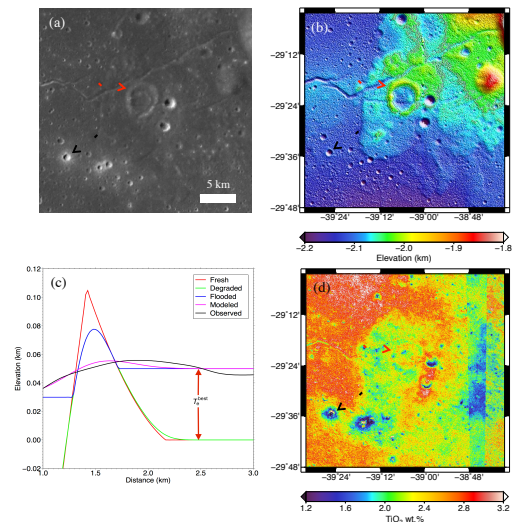 (a)
5 km
(b)
−29°12'
−29°24'
−29°36'
−29°48'
−39°24' −39°12' −39°00' −38°48'
−2.2 −2.1 −2.0 −1.9 −1.8
Elevation (km)
(c)
0.12
0.10
0.08
0.06
0.04
0.02
0.00
−0.02
Elevation (km)
Fresh
Degraded
Flooded
Modeled
Observed
1.0 1.5 2.0 2.5 3.0
Distance (km)
(d)
−29°12'
−29°24'
−29°36'
−29°48'
−39°24' −39°12' −39°00' −38°48'
1.2 1.6 2.0 2.4 2.8 3.2
TiO₂ wt.%